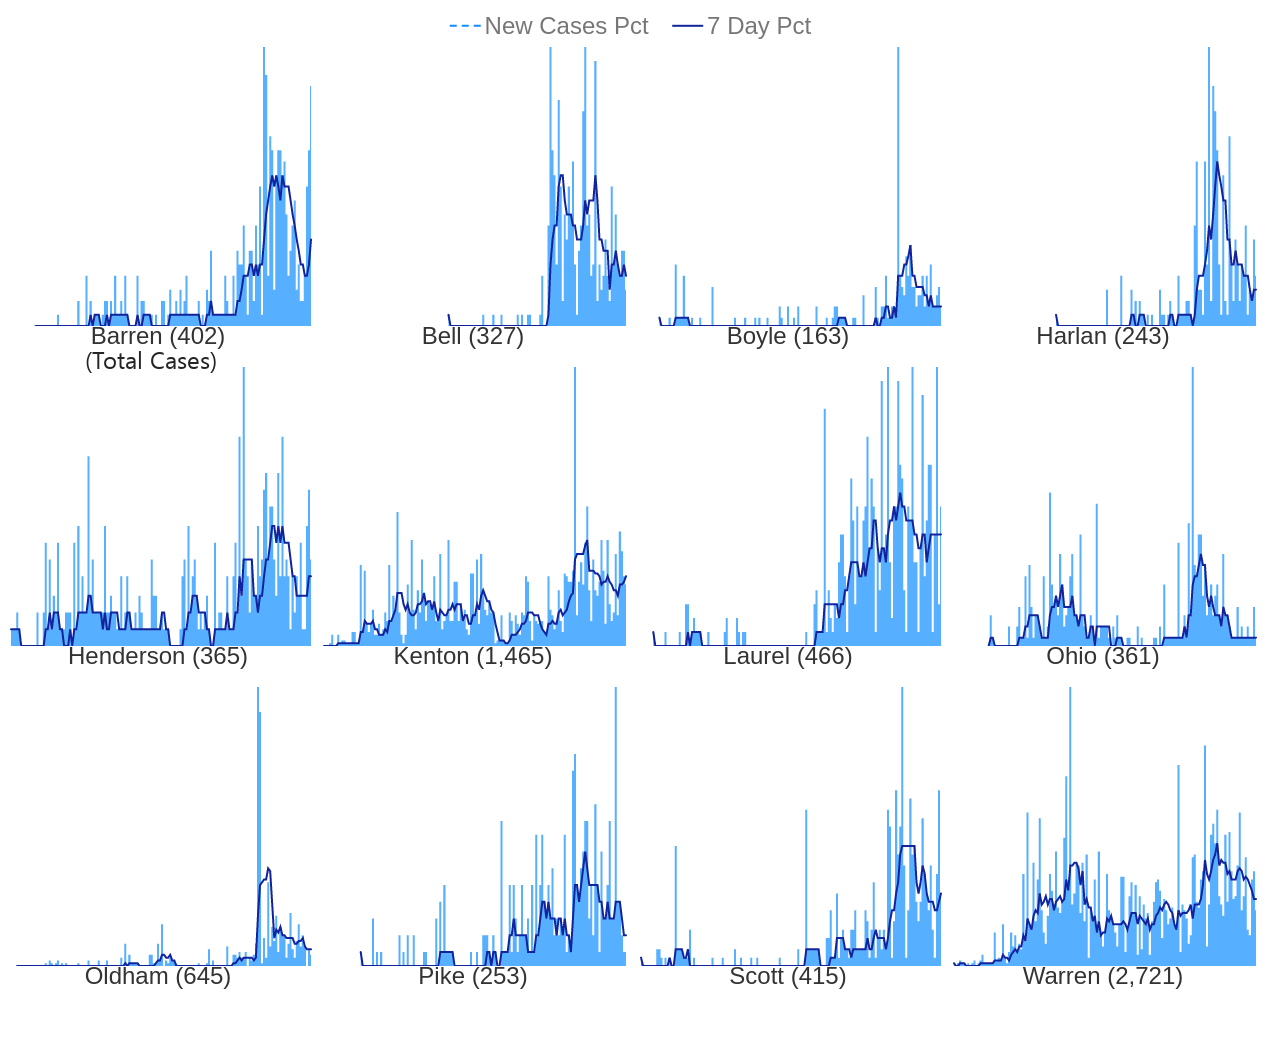 New Cases Pct 7 Day Pct
Barren (402) Bell (327) Boyle (163) Harlan (243)
(Total Cases)
Henderson (365) Kenton (1,465) Laurel (466) Ohio (361)
Oldham (645) Pike (253) Scott (415) Warren (2,721)